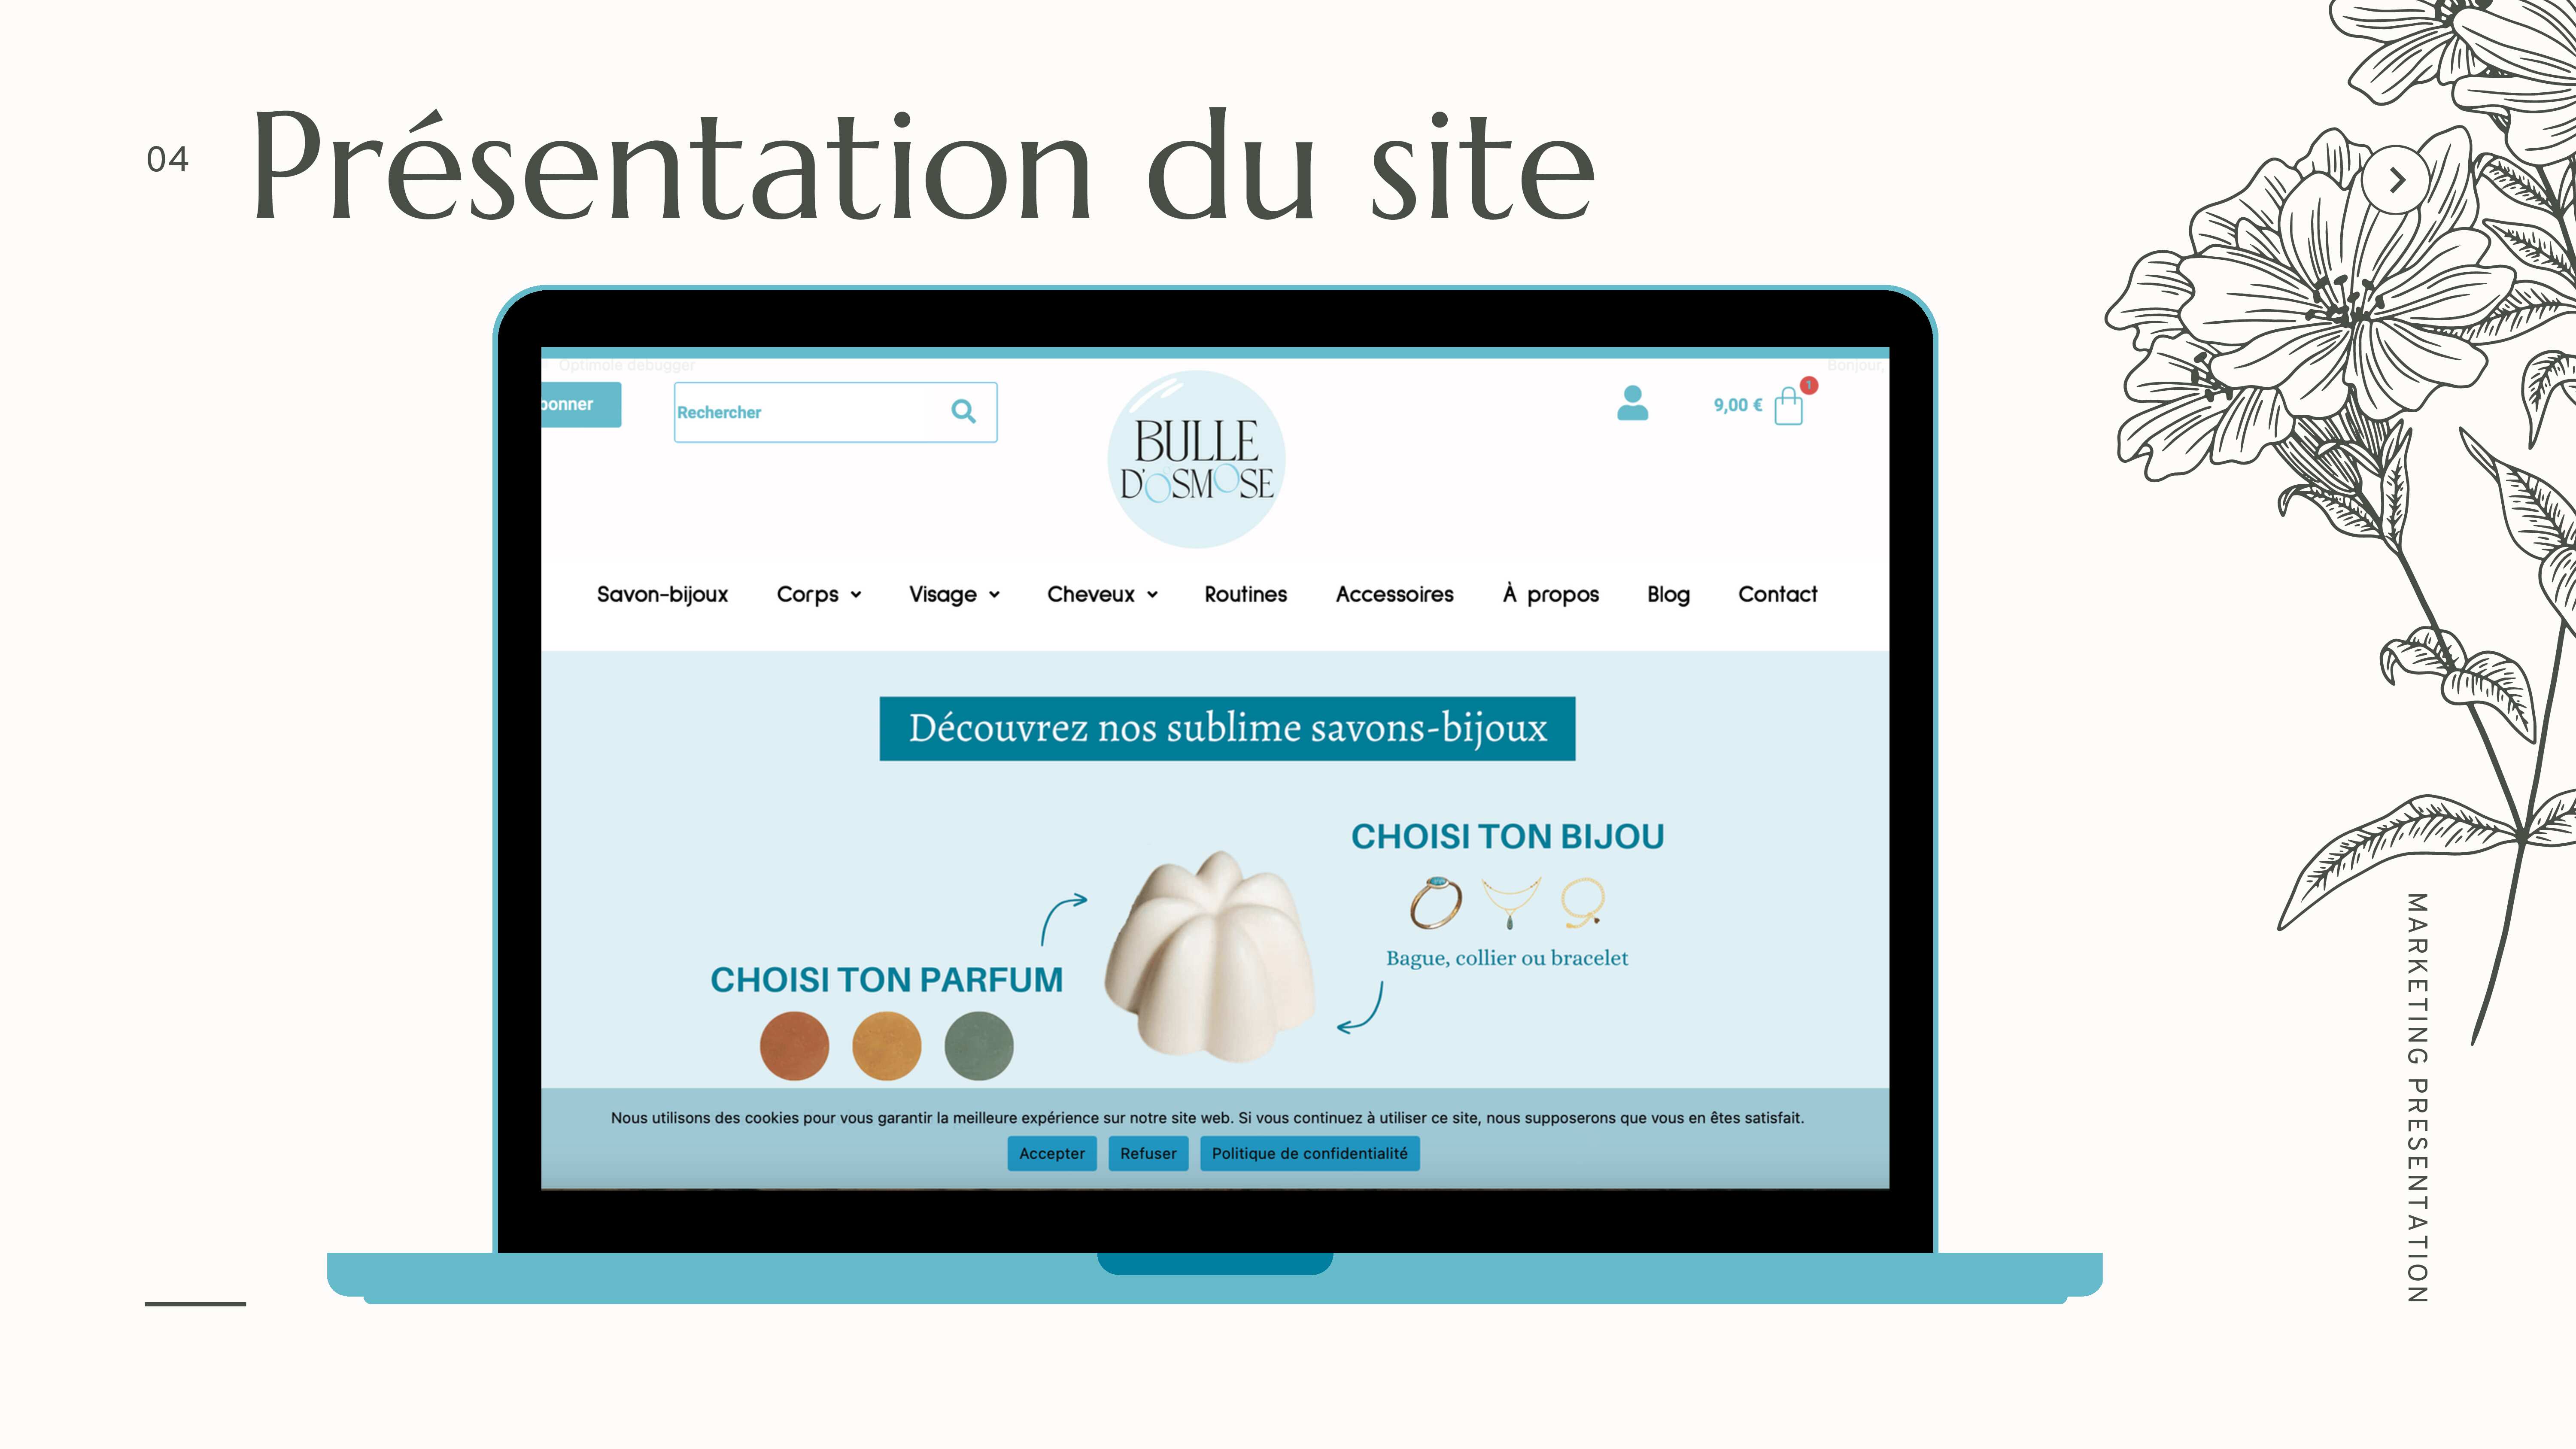 04
Présentation du site
Optimole debugger
Bonjour,
bonner
Rechercher
9,00 €
1
BULLE
D'OSMOSE
Savon-bijoux Corps Visage Cheveux Routines Accessoires À propos Blog Contact
Découvrez nos sublime savons-bijoux
CHOISI TON BIJOU
Bague, collier ou bracelet
CHOISI TON PARFUM
Nous utilisons des cookies pour vous garantir la meilleure expérience sur notre site web. Si vous continuez à utiliser ce site, nous supposerons que vous en êtes satisfait.
Accepter Refuser Politique de confidentialité
MARKETING PRESENTATION